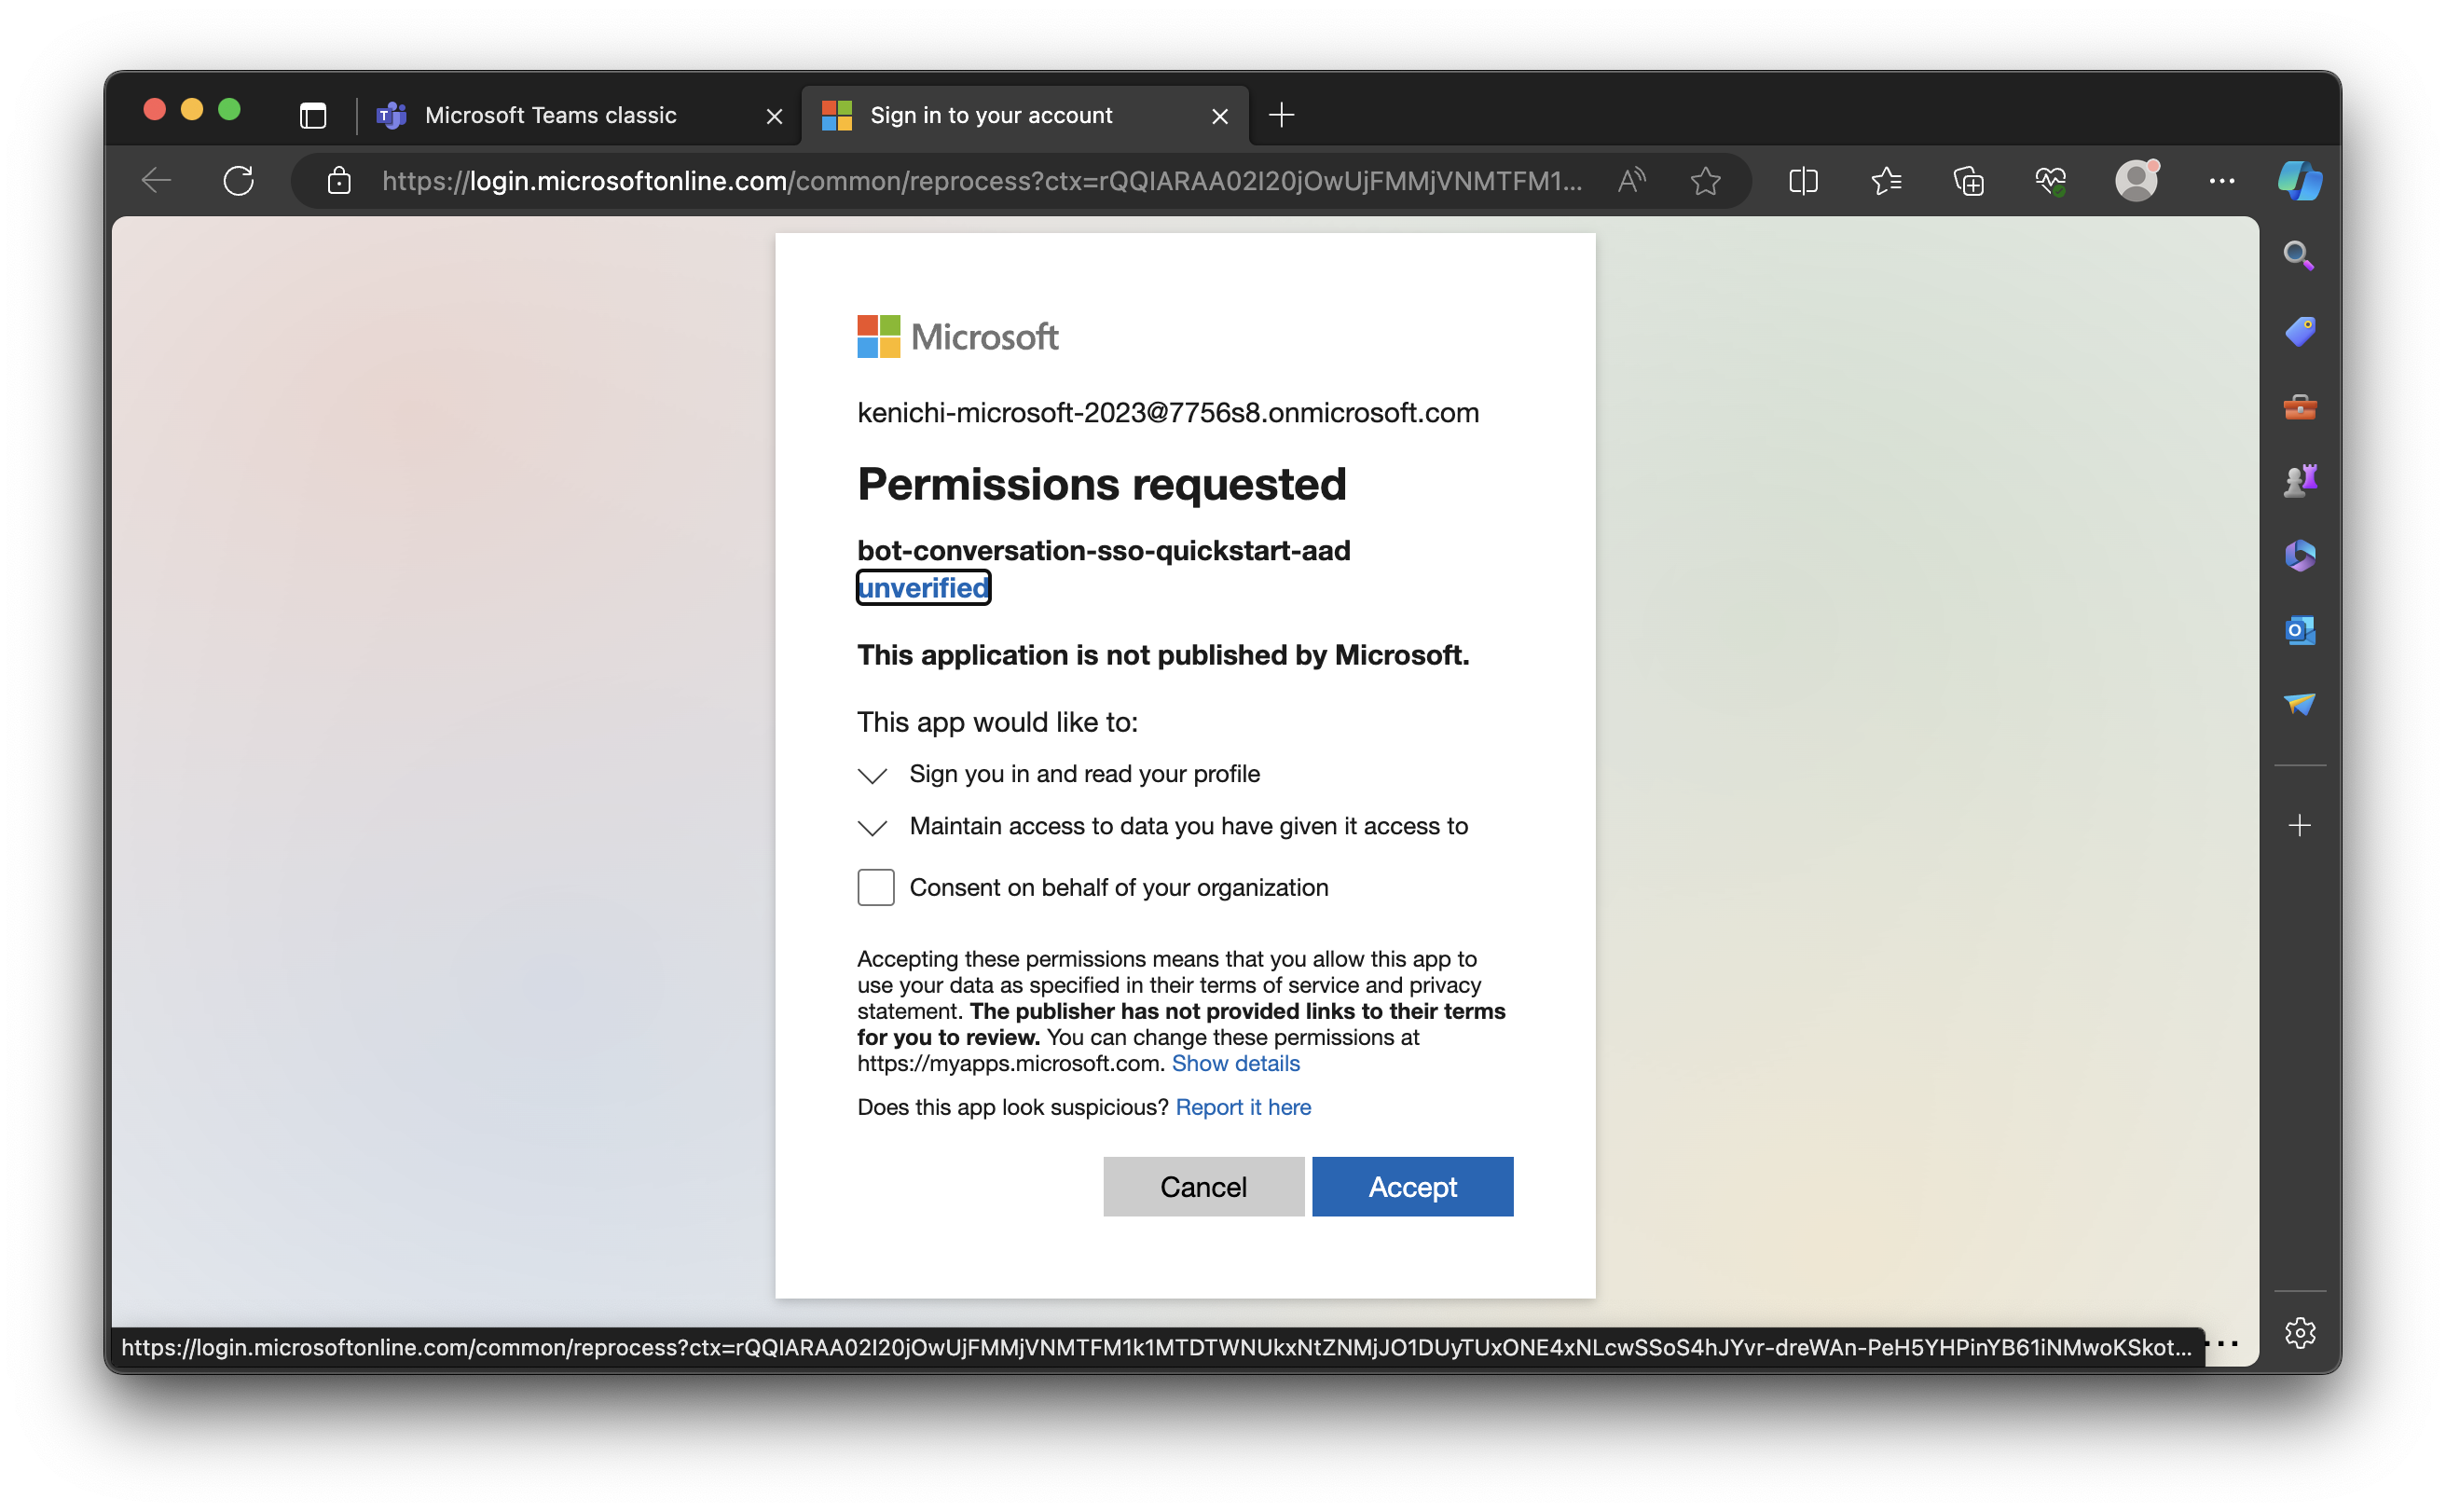 Microsoft Teams classic
Sign in to your account
https://login.microsoftonline.com/common/reprocess?ctx=rQQIARAA02I20jOwUjFMMjVNMTFM1...
Microsoft
kenichi-microsoft-2023@7756s8.onmicrosoft.com
Permissions requested
bot-conversation-sso-quickstart-aad
unverified
This application is not published by Microsoft.
This app would like to:
Sign you in and read your profile
Maintain access to data you have given it access to
Consent on behalf of your organization
Accepting these permissions means that you allow this app to
use your data as specified in their terms of service and privacy
statement. The publisher has not provided links to their terms
for you to review. You can change these permissions at
https://myapps.microsoft.com. Show details
Does this app look suspicious? Report it here
Cancel Accept
https://login.microsoftonline.com/common/reprocess?ctx=rQQIARAA02I20jOwUjFMMjVNMTFM1k1MTDTWNUkxNtZNMjJO1DUyTUxONE4xNLcwSSoS4hJYvr-dreWAn-PeH5YHPinYB61iNMwoKSkot...